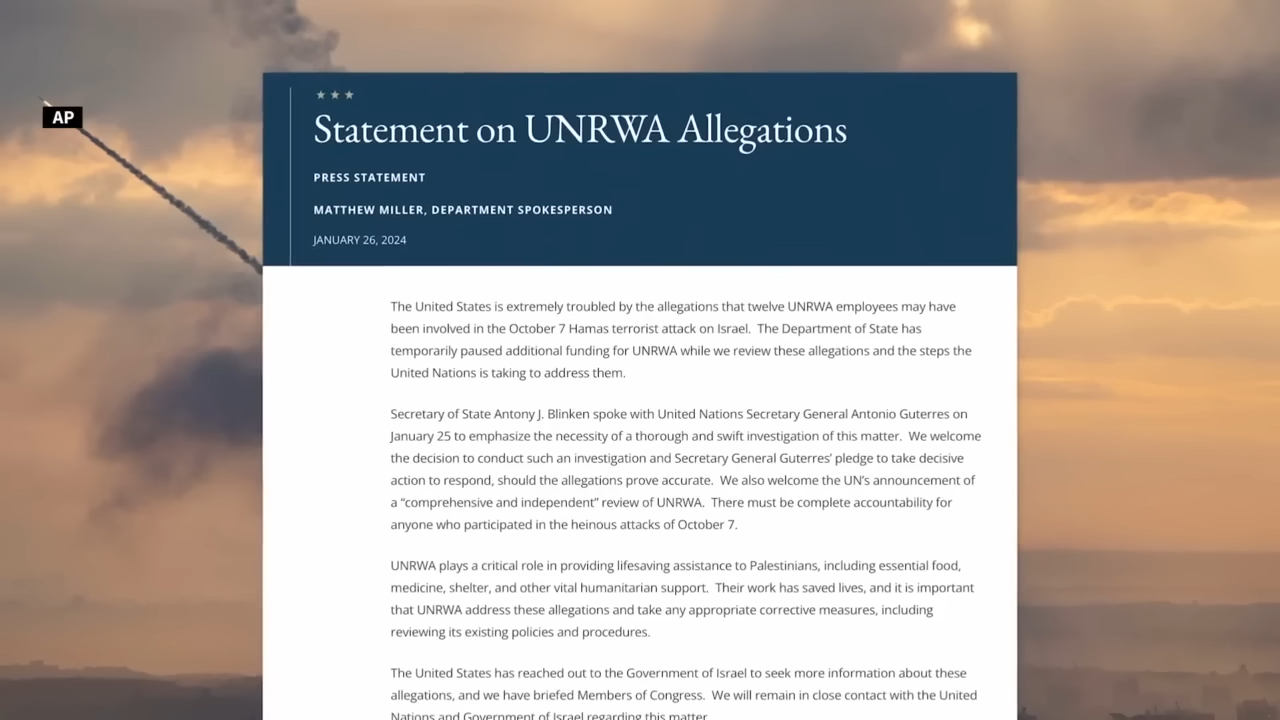 AP
★ ★ ★
Statement on UNRWA Allegations
PRESS STATEMENT
MATTHEW MILLER, DEPARTMENT SPOKESPERSON
JANUARY 26, 2024
The United States is extremely troubled by the allegations that twelve UNRWA employees may have
been involved in the October 7 Hamas terrorist attack on Israel.  The Department of State has
temporarily paused additional funding for UNRWA while we review these allegations and the steps the
United Nations is taking to address them.
Secretary of State Antony J. Blinken spoke with United Nations Secretary General Antonio Guterres on
January 25 to emphasize the necessity of a thorough and swift investigation of this matter.  We welcome
the decision to conduct such an investigation and Secretary General Guterres’ pledge to take decisive
action to respond, should the allegations prove accurate.  We also welcome the UN’s announcement of
a “comprehensive and independent” review of UNRWA.  There must be complete accountability for
anyone who participated in the heinous attacks of October 7.
UNRWA plays a critical role in providing lifesaving assistance to Palestinians, including essential food,
medicine, shelter, and other vital humanitarian support.  Their work has saved lives, and it is important
that UNRWA address these allegations and take any appropriate corrective measures, including
reviewing its existing policies and procedures.
The United States has reached out to the Government of Israel to seek more information about these
allegations, and we have briefed Members of Congress.  We will remain in close contact with the United
Nations and Government of Israel regarding this matter.